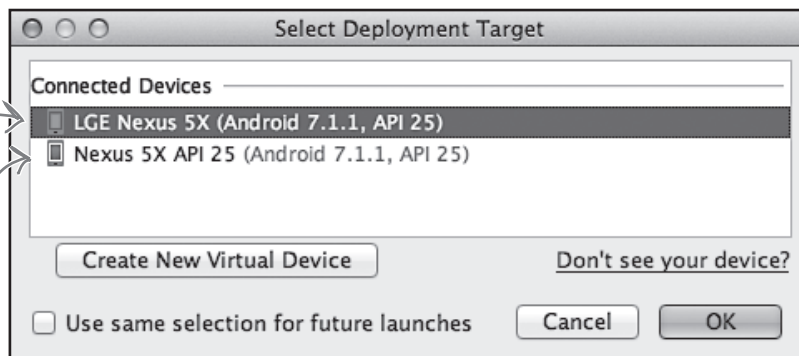 Select Deployment Target
Connected Devices
LGE Nexus 5X (Android 7.1.1, API 25)
Nexus 5X API 25 (Android 7.1.1, API 25)
Create New Virtual Device
Don't see your device?
Use same selection for future launches
Cancel
OK